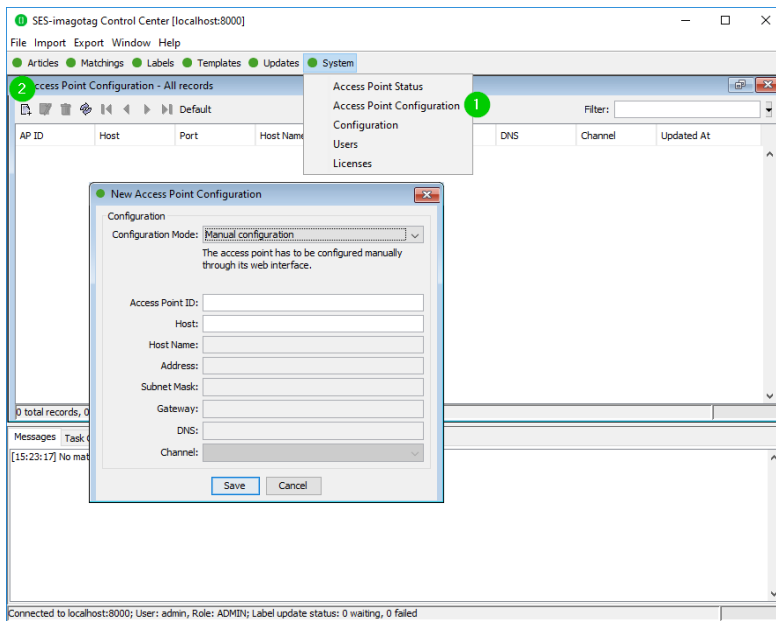 SES-imagotag Control Center [localhost:8000]
File Import Export Window Help
Articles Matchings Labels Templates Updates System
2 ccess Point Configuration - All records
Access Point Status
Access Point Configuration 1
Configuration
Users
Licenses
Default
Filter:
AP ID Host Port Host Name DNS Channel Updated At
New Access Point Configuration
Configuration
Configuration Mode: Manual configuration
The access point has to be configured manually
through its web interface.
Access Point ID:
Host:
Host Name:
Address:
Subnet Mask:
Gateway:
DNS:
Channel:
Save Cancel
0 total records, 0
Messages Task
[15:23:17] No mat
Connected to localhost:8000; User: admin, Role: ADMIN; Label update status: 0 waiting, 0 failed